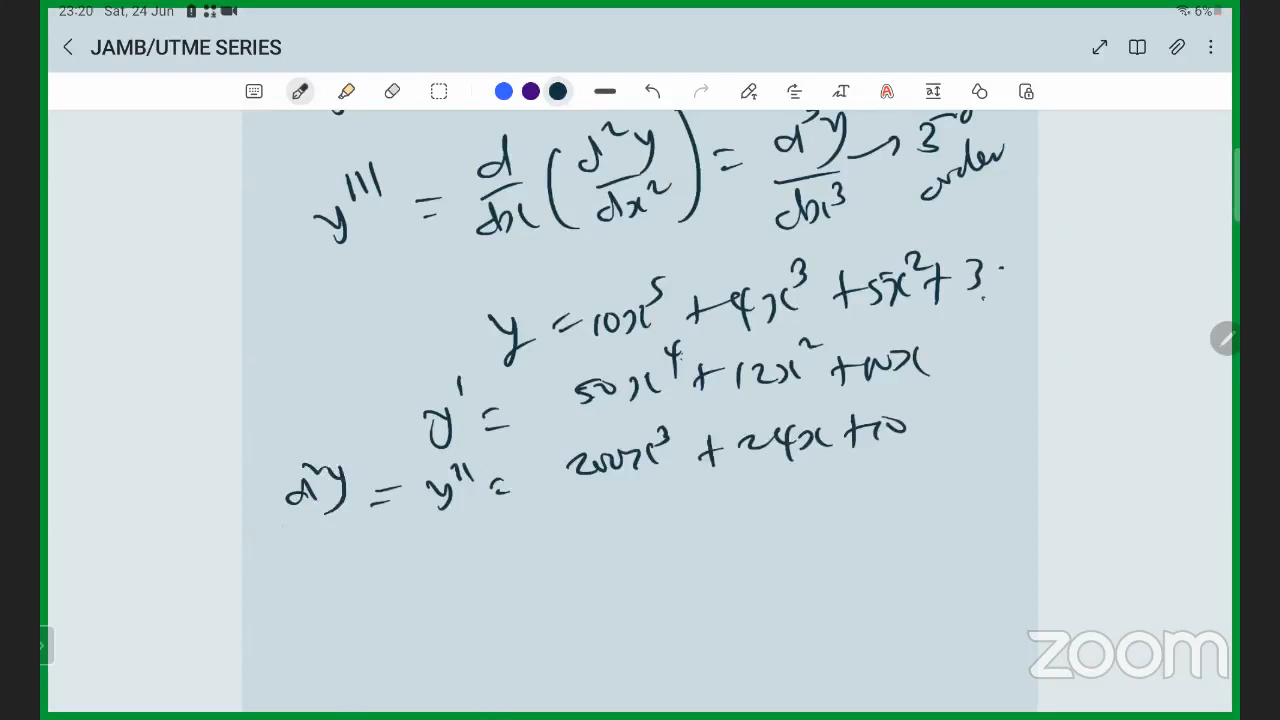 23:20 Sat, 24 Jun
6%
JAMB/UTME SERIES
y''' = d/dx (d²y/dx²) = d³y/dx³ → 3rd order
y = 10x⁵ + 4x³ + 5x² + 3
y' = 50x⁴ + 12x² + 10x
d²y = y'' = 200x³ + 24x + 10
zoom